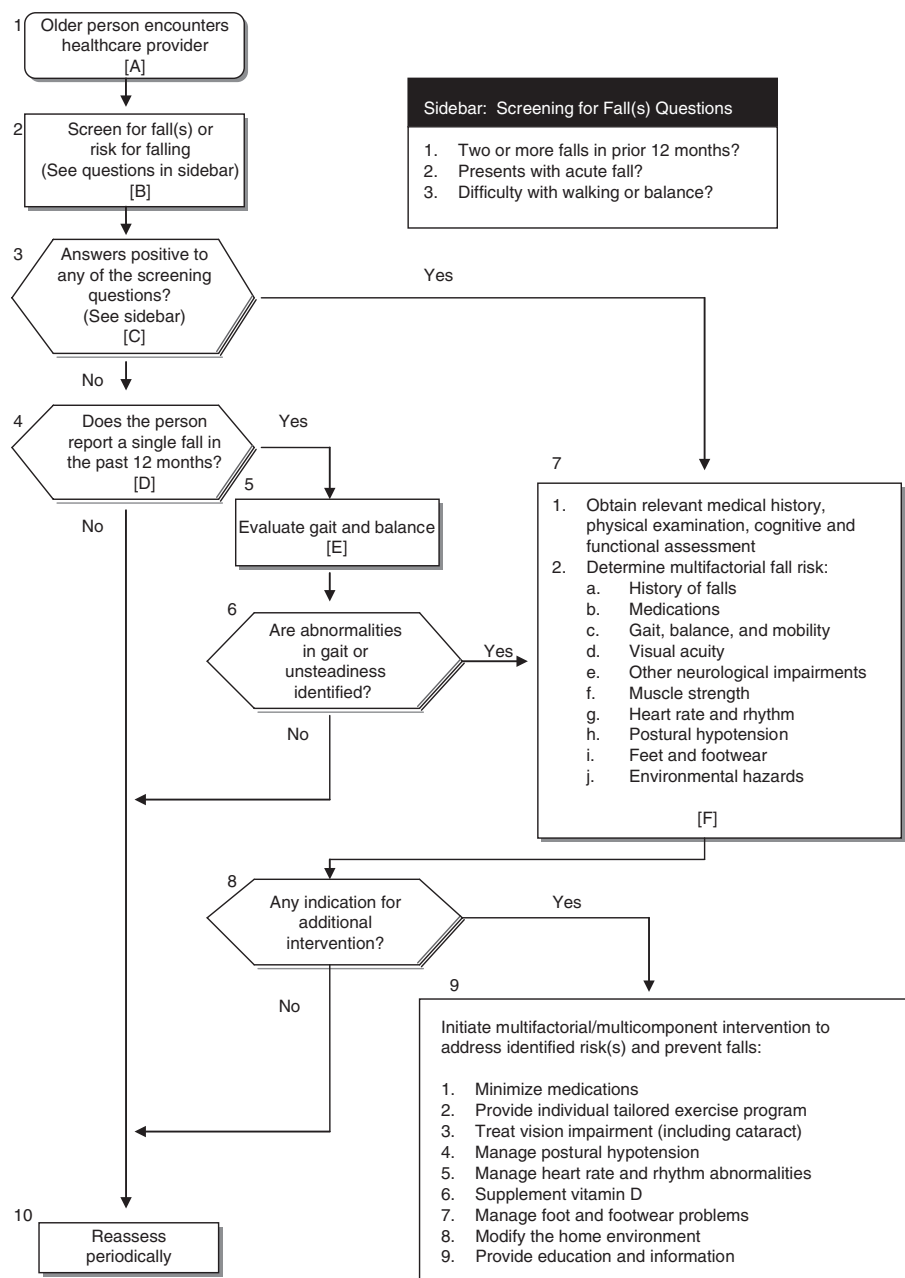 1
Older person encounters
healthcare provider
[A]
2
Screen for fall(s) or
risk for falling
(See questions in sidebar)
[B]
Sidebar: Screening for Fall(s) Questions
1. Two or more falls in prior 12 months?
2. Presents with acute fall?
3. Difficulty with walking or balance?
3
Answers positive to
any of the screening
questions?
(See sidebar)
[C]
Yes
No
4
Does the person
report a single fall in
the past 12 months?
[D]
Yes
No
5
Evaluate gait and balance
[E]
6
Are abnormalities
in gait or
unsteadiness
identified?
Yes
No
7
1. Obtain relevant medical history,
physical examination, cognitive and
functional assessment
2. Determine multifactorial fall risk:
a. History of falls
b. Medications
c. Gait, balance, and mobility
d. Visual acuity
e. Other neurological impairments
f. Muscle strength
g. Heart rate and rhythm
h. Postural hypotension
i. Feet and footwear
j. Environmental hazards
[F]
8
Any indication for
additional
intervention?
Yes
No
9
Initiate multifactorial/multicomponent intervention to
address identified risk(s) and prevent falls:
1. Minimize medications
2. Provide individual tailored exercise program
3. Treat vision impairment (including cataract)
4. Manage postural hypotension
5. Manage heart rate and rhythm abnormalities
6. Supplement vitamin D
7. Manage foot and footwear problems
8. Modify the home environment
9. Provide education and information
10
Reassess
periodically